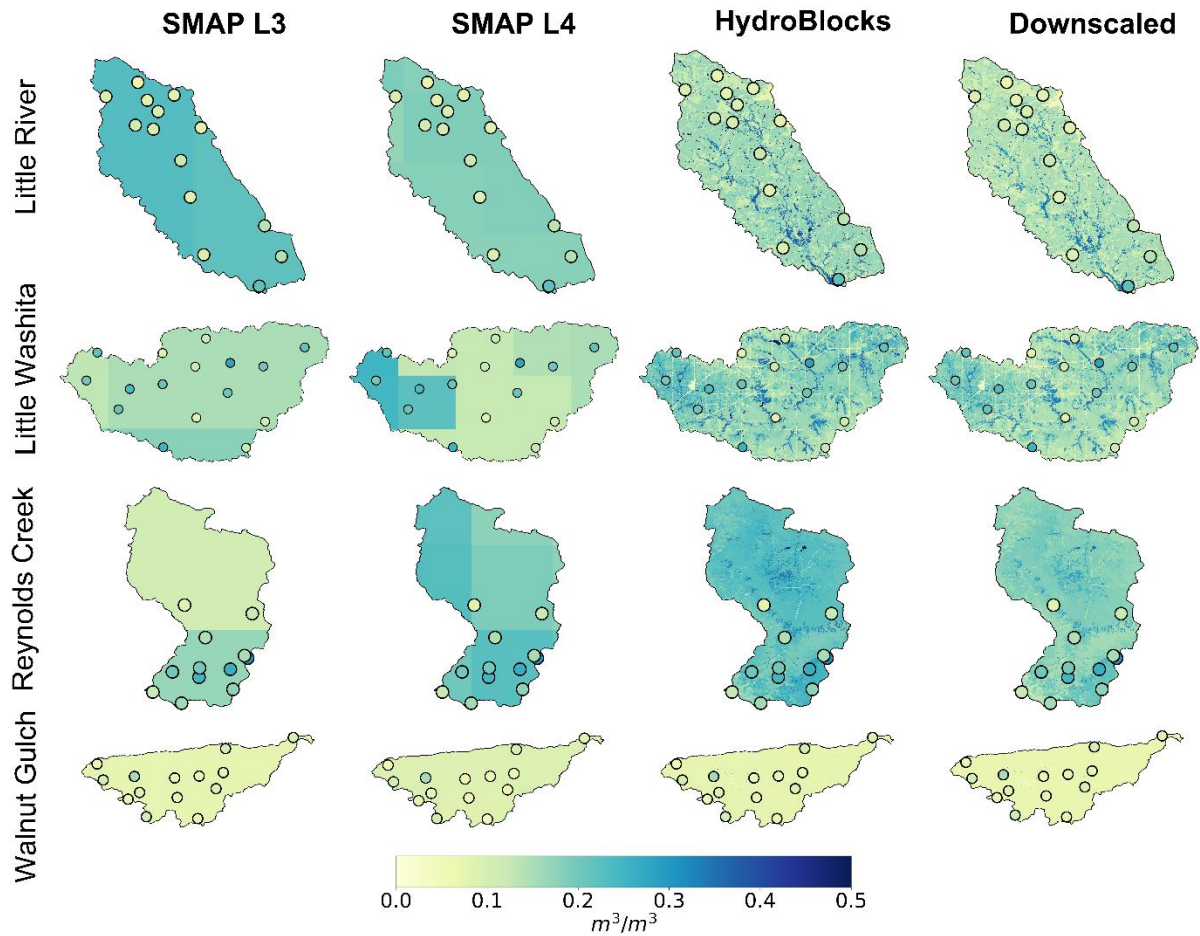 SMAP L3 SMAP L4 HydroBlocks Downscaled
Little River
Little Washita
Reynolds Creek
Walnut Gulch
0.0 0.1 0.2 0.3 0.4 0.5
m³/m³